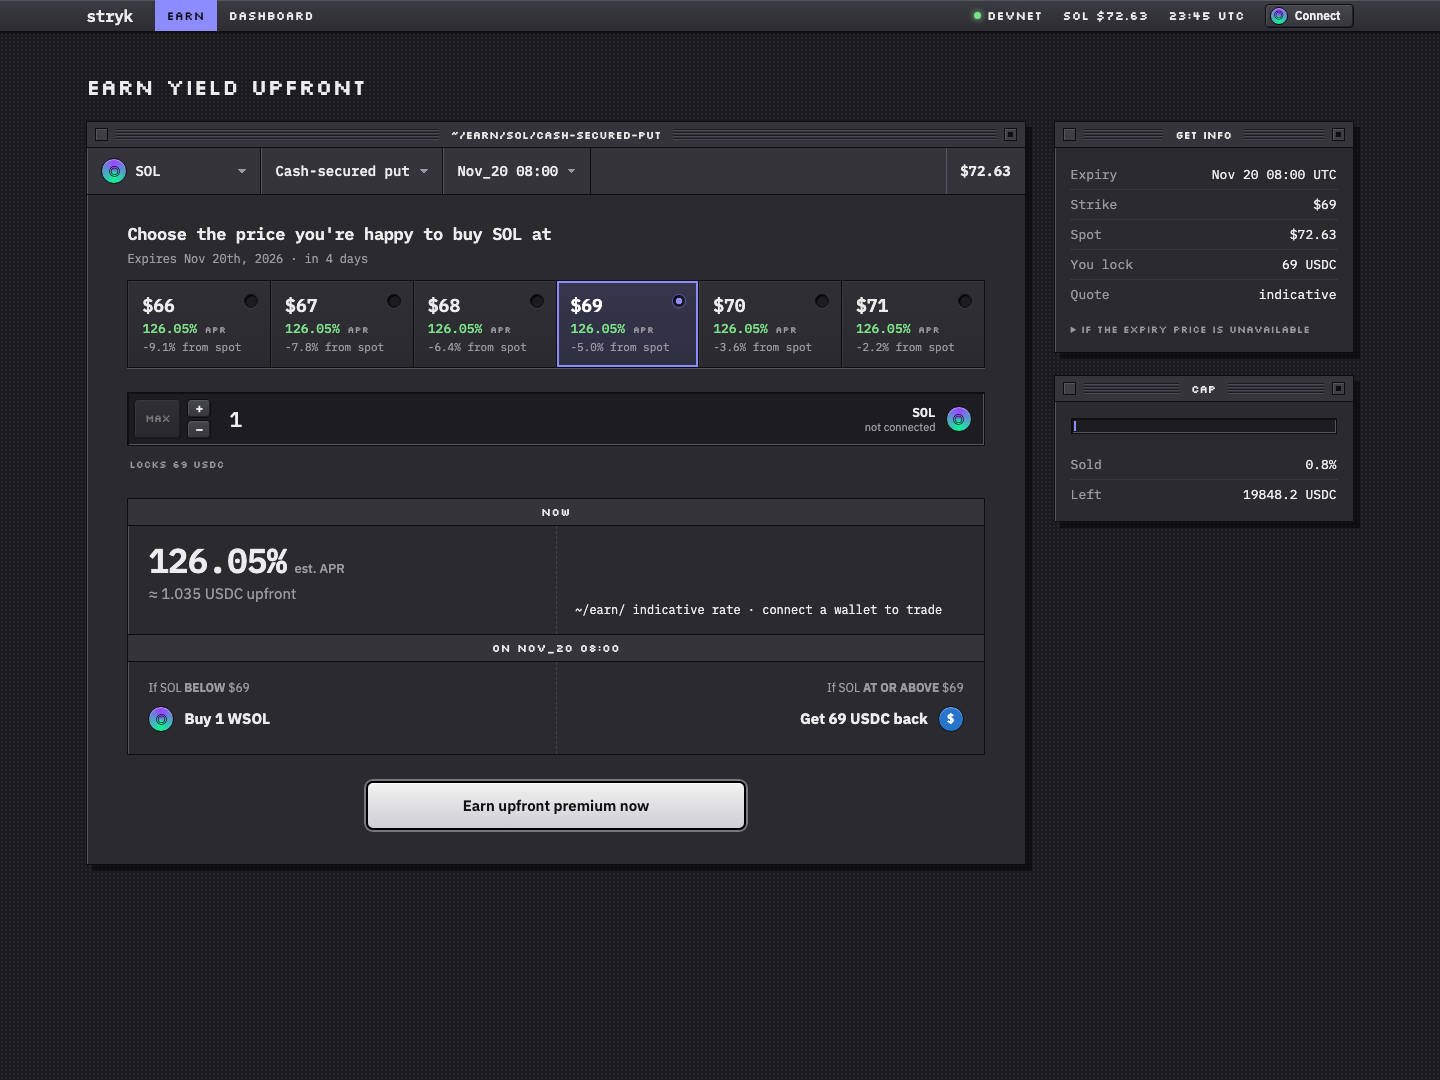 stryk EARN DASHBOARD DEVNET SOL $72.63 23:45 UTC Connect
EARN YIELD UPFRONT
~/EARN/SOL/CASH-SECURED-PUT
SOL Cash-secured put Nov_20 08:00 $72.63
Choose the price you're happy to buy SOL at
Expires Nov 20th, 2026 · in 4 days
$66 $67 $68 $69 $70 $71
126.05% APR 126.05% APR 126.05% APR 126.05% APR 126.05% APR 126.05% APR
-9.1% from spot -7.8% from spot -6.4% from spot -5.0% from spot -3.6% from spot -2.2% from spot
MAX + − 1 SOL
not connected
LOCKS 69 USDC
NOW
126.05% est. APR
≈ 1.035 USDC upfront
~/earn/ indicative rate · connect a wallet to trade
ON NOV_20 08:00
If SOL BELOW $69 If SOL AT OR ABOVE $69
Buy 1 WSOL Get 69 USDC back $
Earn upfront premium now
GET INFO
Expiry Nov 20 08:00 UTC
Strike $69
Spot $72.63
You lock 69 USDC
Quote indicative
IF THE EXPIRY PRICE IS UNAVAILABLE
CAP
Sold 0.8%
Left 19848.2 USDC